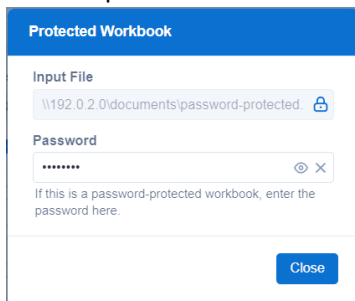 Protected Workbook
Input File
\\192.0.2.0\documents\password-protected.
Password
••••••••
If this is a password-protected workbook, enter the
password here.
Close